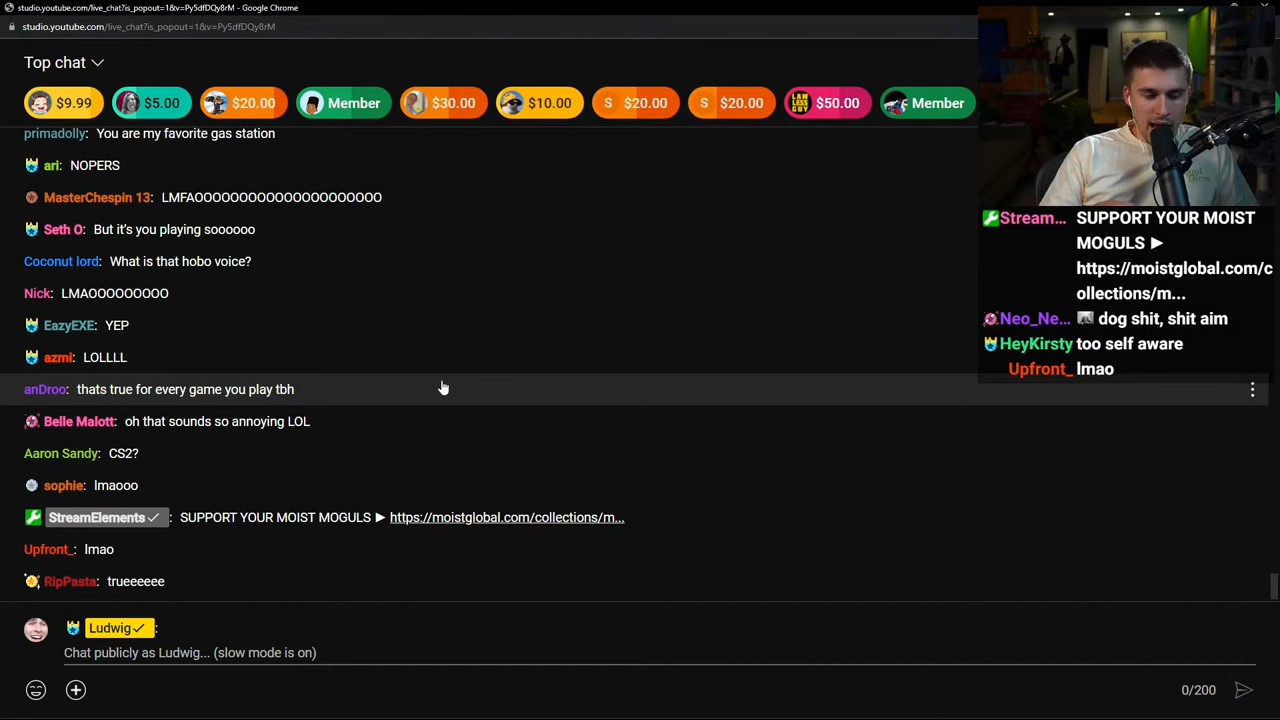 studio.youtube.com/live_chat?is_popout=1&v=Py5dfDQy8rM - Google Chrome
studio.youtube.com/live_chat?is_popout=1&v=Py5dfDQy8rM
Top chat
$9.99 $5.00 $20.00 Member $30.00 $10.00 S $20.00 S $20.00 LAWLESS GUY $50.00 Member
primadolly: You are my favorite gas station
ari: NOPERS
MasterChespin 13: LMFAOOOOOOOOOOOOOOOOOOOO
Seth O: But it's you playing soooooo
Coconut lord: What is that hobo voice?
Nick: LMAOOOOOOOOO
EazyEXE: YEP
azml: LOLLLL
anDroo: thats true for every game you play tbh
Belle Malott: oh that sounds so annoying LOL
Aaron Sandy: CS2?
sophie: lmaooo
StreamElements: SUPPORT YOUR MOIST MOGULS ► https://moistglobal.com/collections/m...
Upfront_: lmao
RipPasta: trueeeeee
Ludwig:
Chat publicly as Ludwig... (slow mode is on)
0/200
Stream... SUPPORT YOUR MOIST
MOGULS ►
https://moistglobal.com/c
ollections/m...
Neo_Ne... dog shit, shit aim
HeyKirsty too self aware
Upfront_ lmao